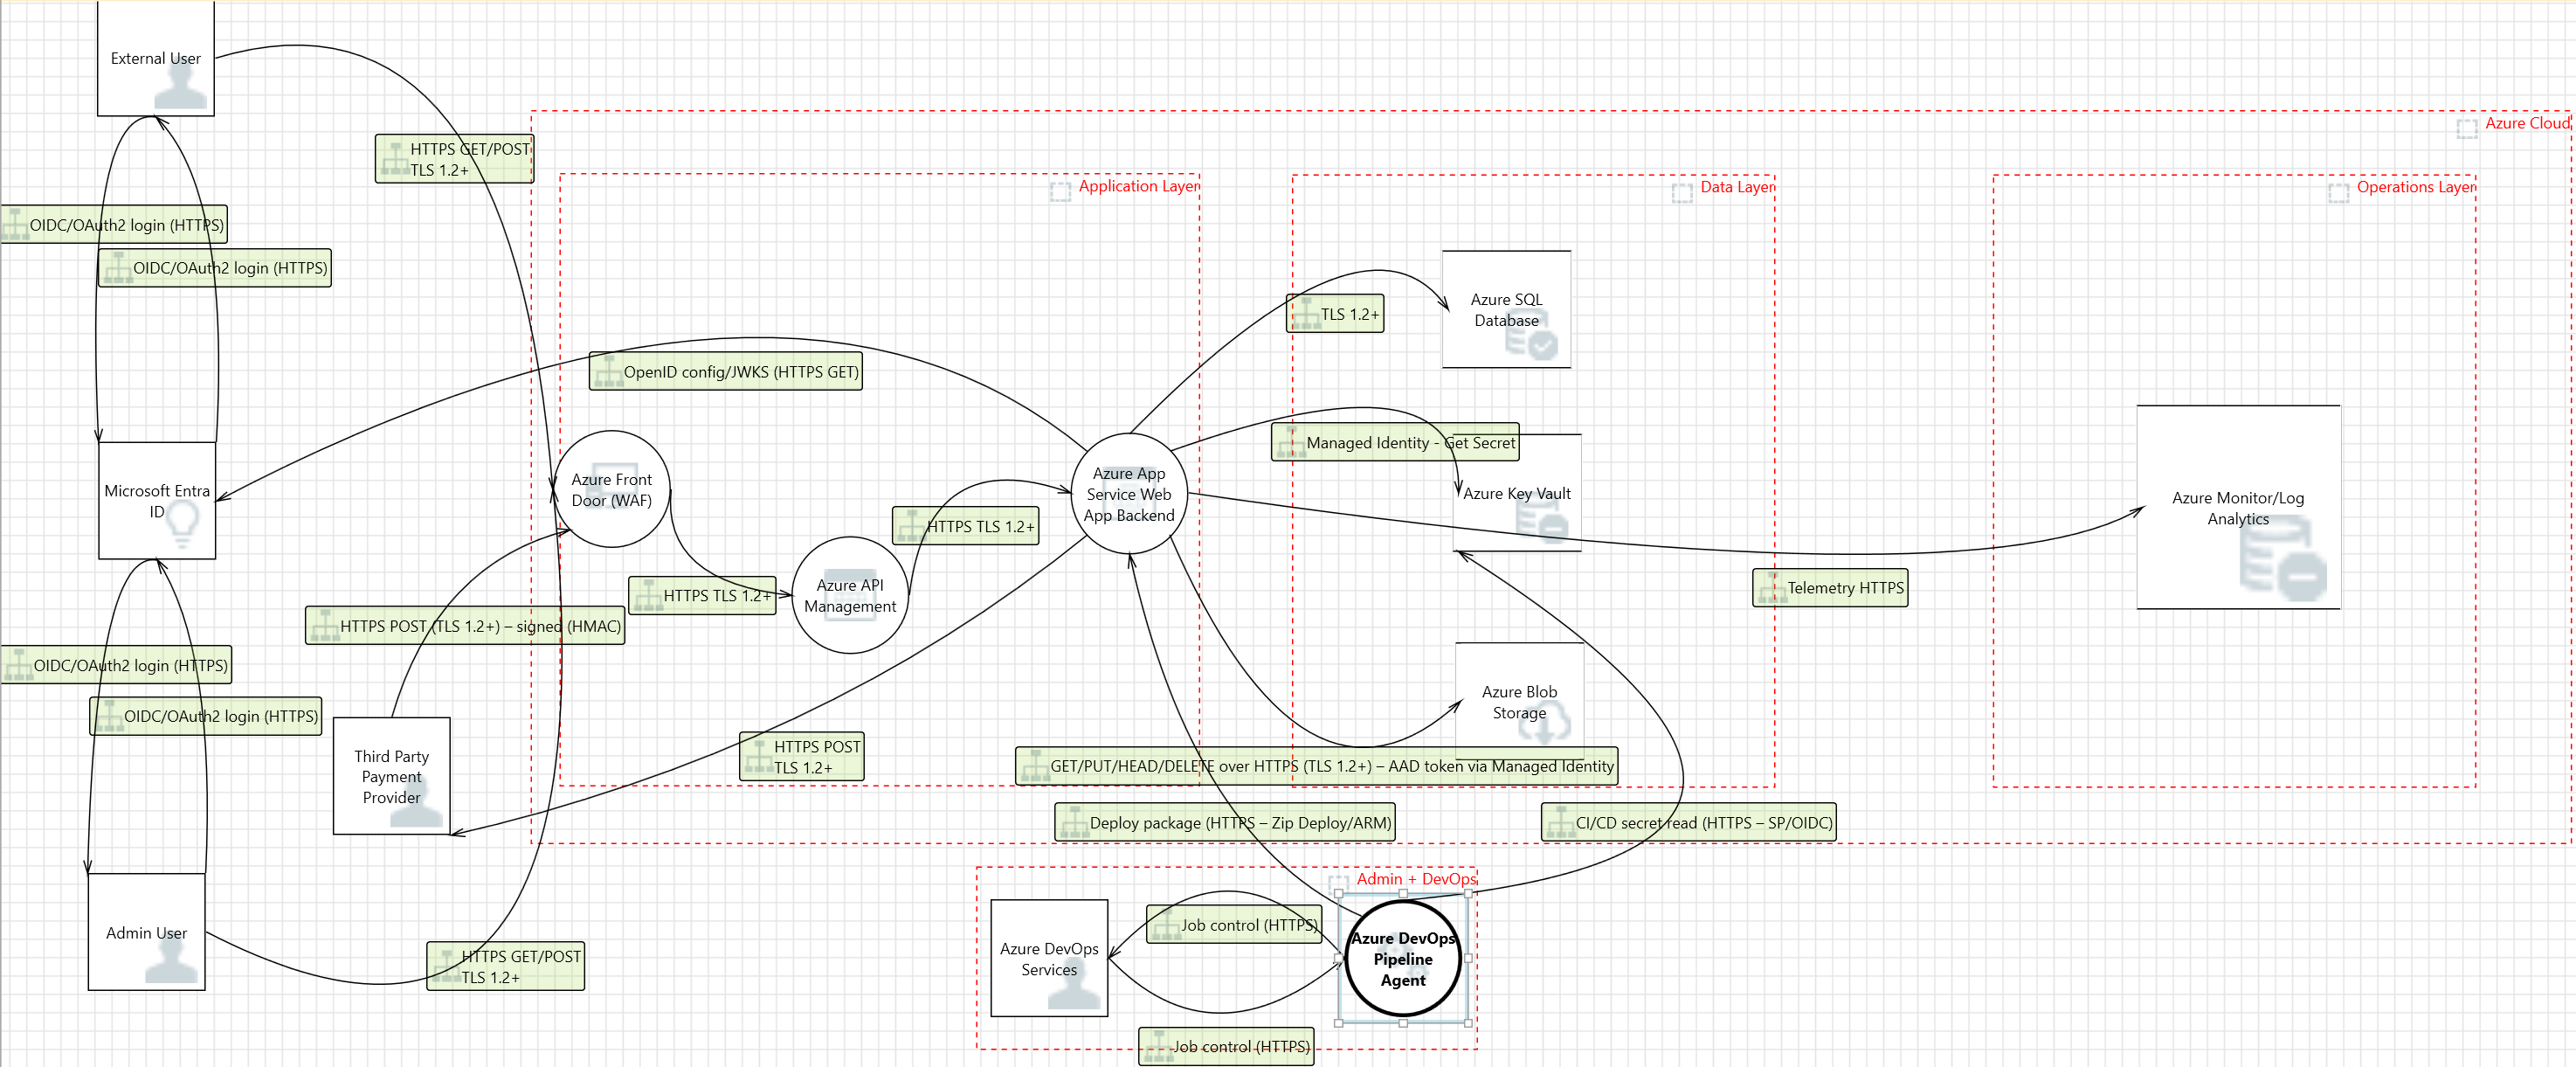 External User
HTTPS GET/POST
TLS 1.2+
Azure Cloud
Application Layer
Data Layer
Operations Layer
OIDC/OAuth2 login (HTTPS)
OIDC/OAuth2 login (HTTPS)
TLS 1.2+
Azure SQL
Database
OpenID config/JWKS (HTTPS GET)
Managed Identity - Get Secret
Microsoft Entra
ID
Azure Front
Door (WAF)
Azure App
Service Web
App Backend
Azure Key Vault
Azure Monitor/Log
Analytics
HTTPS TLS 1.2+
HTTPS TLS 1.2+
Azure API
Management
Telemetry HTTPS
HTTPS POST (TLS 1.2+) – signed (HMAC)
OIDC/OAuth2 login (HTTPS)
OIDC/OAuth2 login (HTTPS)
Azure Blob
Storage
Third Party
Payment
Provider
HTTPS POST
TLS 1.2+
GET/PUT/HEAD/DELETE over HTTPS (TLS 1.2+) – AAD token via Managed Identity
Deploy package (HTTPS – Zip Deploy/ARM)
CI/CD secret read (HTTPS – SP/OIDC)
Admin + DevOps
Admin User
HTTPS GET/POST
TLS 1.2+
Job control (HTTPS)
Azure DevOps
Services
Azure DevOps
Pipeline
Agent
Job control (HTTPS)